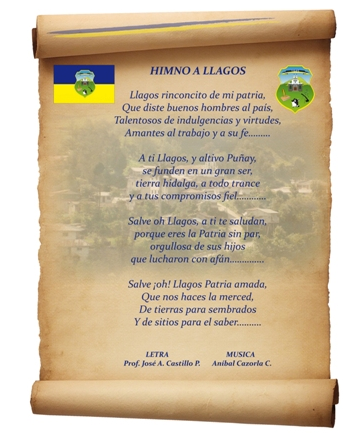 HIMNO A LLAGOS
Llagos rinconcito de mi patria,
Que diste buenos hombres al país,
Talentosos de indulgencias y virtudes,
Amantes al trabajo y a su fe.........
A ti Llagos, y altivo Puñay,
se funden en un gran ser,
tierra hidalga, a todo trance
y a tus compromisos fiel............
Salve oh Llagos, a ti te saludan,
porque eres la Patria sin par,
orgullosa de sus hijos
que lucharon con afán..............
Salve ¡oh! Llagos Patria amada,
Que nos haces la merced,
De tierras para sembrados
Y de sitios para el saber..........
LETRA MUSICA
Prof. José A. Castillo P. Aníbal Cazorla C.